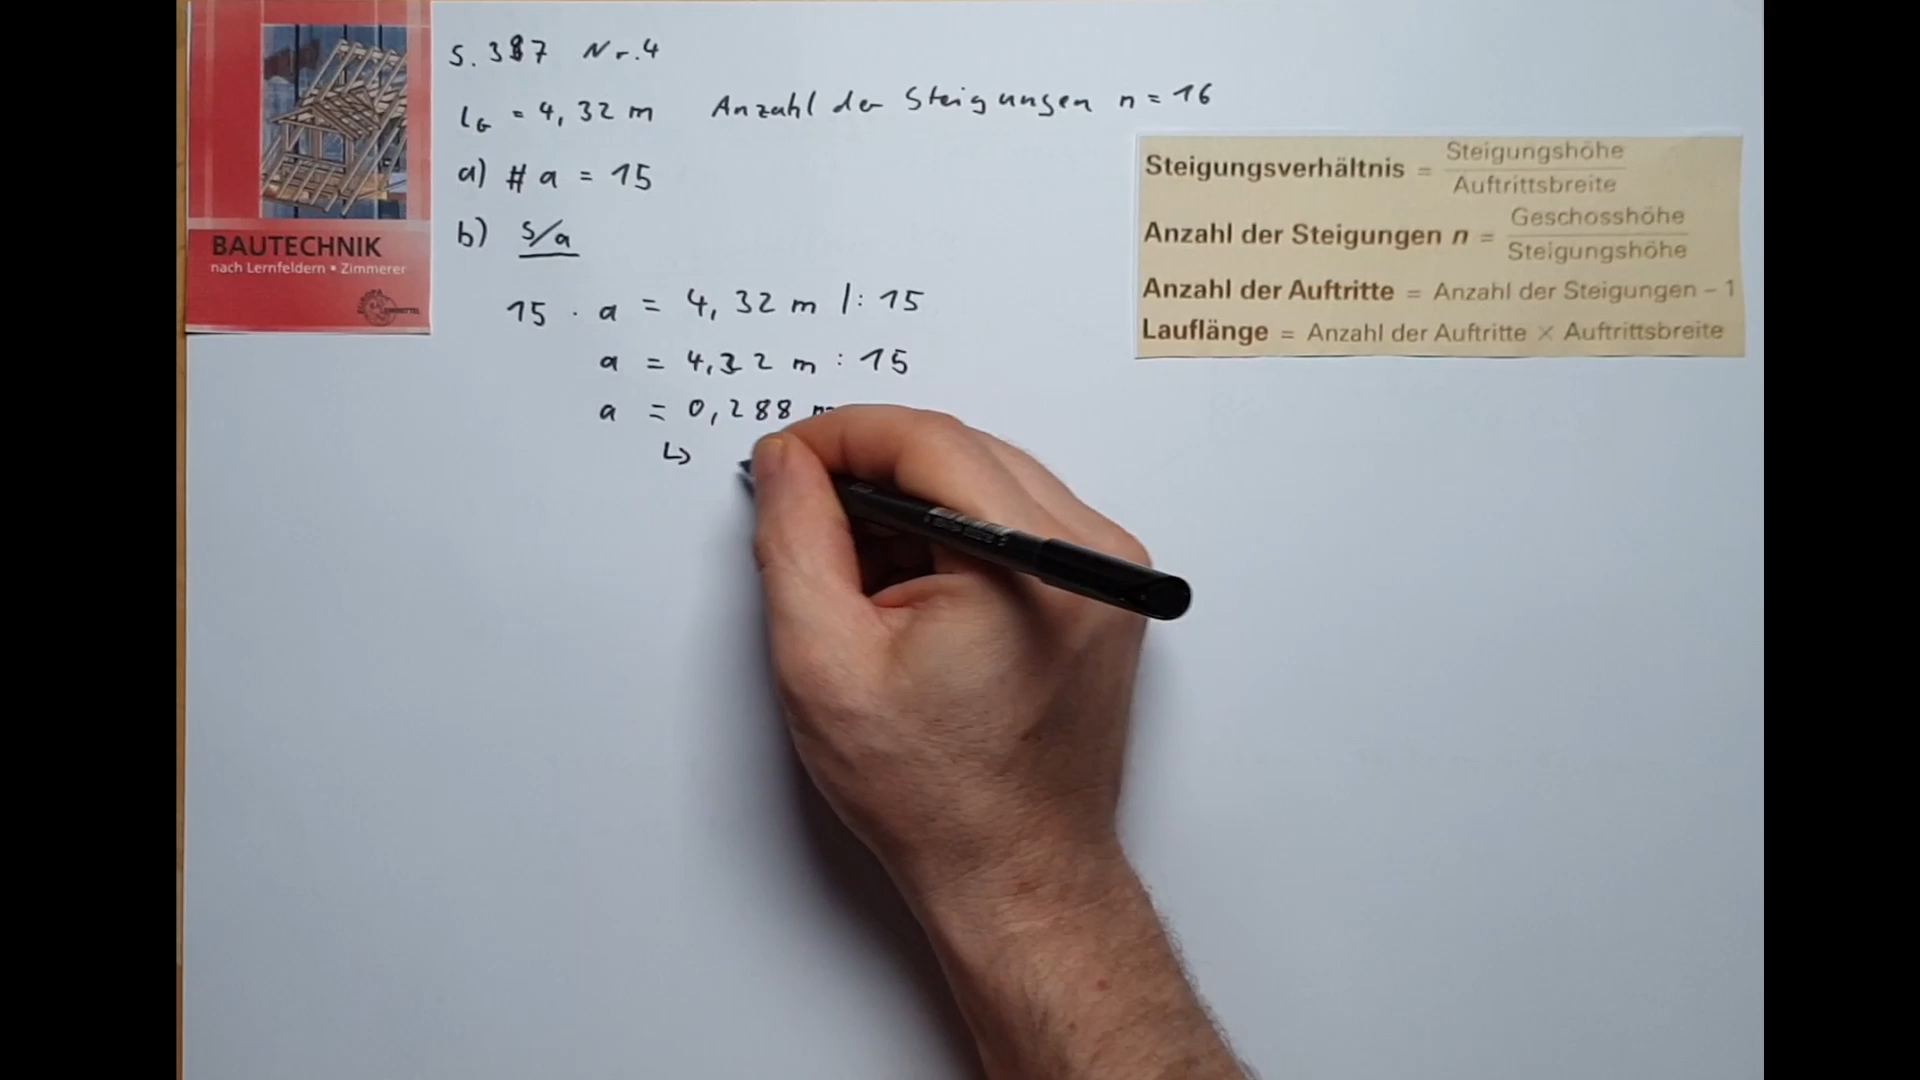 S. 387 Nr. 4
LG = 4,32 m Anzahl der Steigungen n = 16
a) # a = 15
b) s/a
15 · a = 4,32 m |: 15
a = 4,32 m : 15
a = 0,288 m
↳
BAUTECHNIK
nach Lernfeldern • Zimmerer
Steigungsverhältnis = Steigungshöhe / Auftrittsbreite
Anzahl der Steigungen n = Geschosshöhe / Steigungshöhe
Anzahl der Auftritte = Anzahl der Steigungen – 1
Lauflänge = Anzahl der Auftritte × Auftrittsbreite